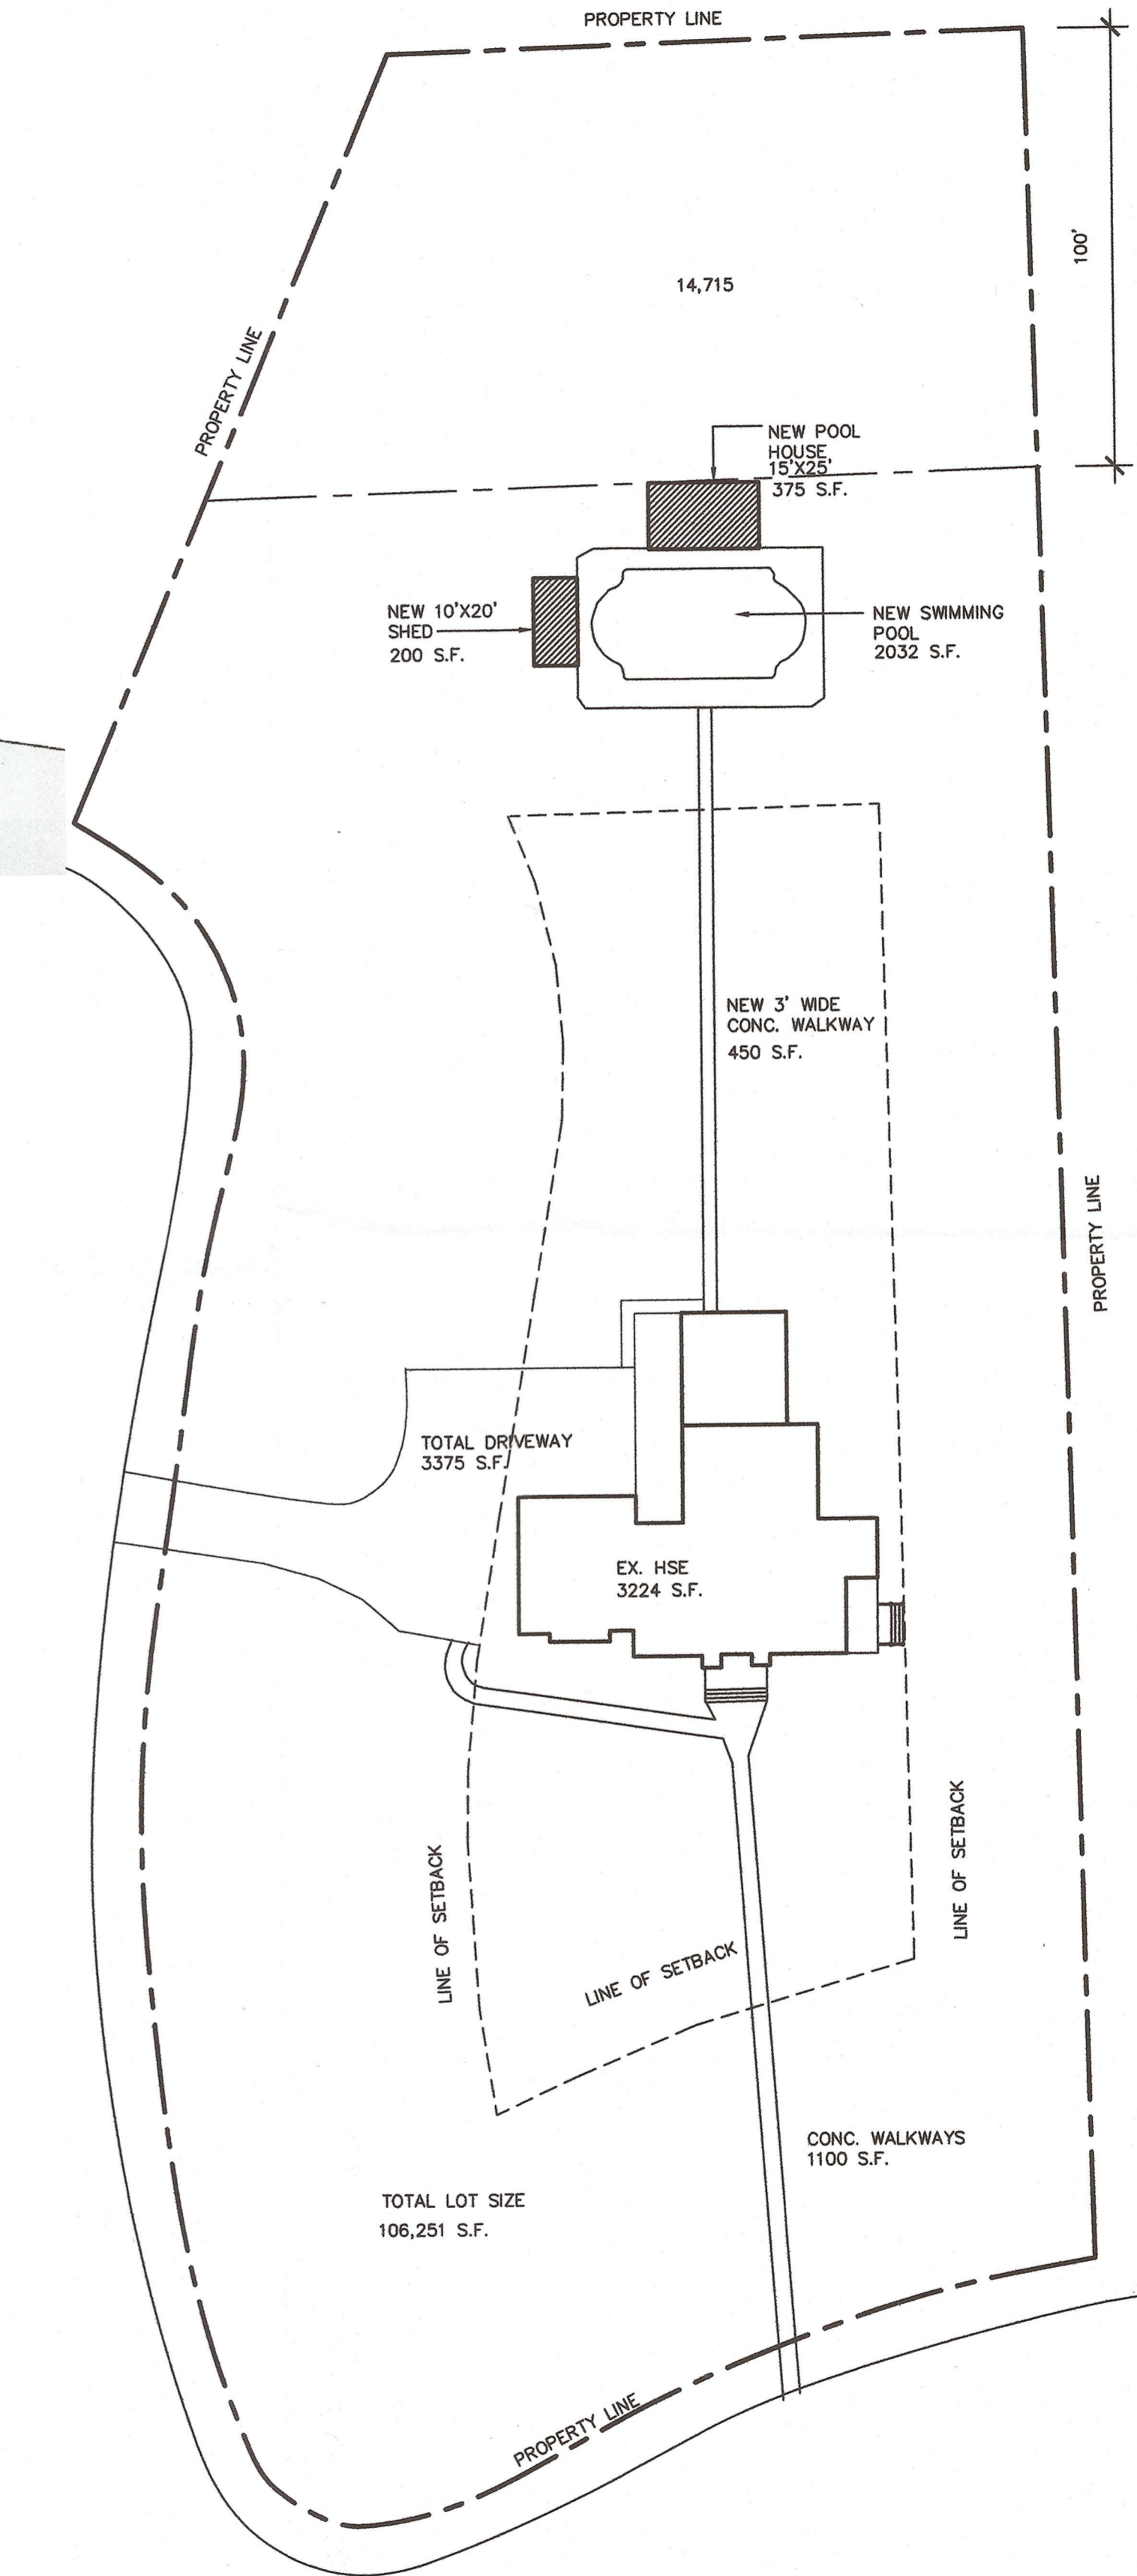 PROPERTY LINE
100'
14,715
PROPERTY LINE
NEW POOL
HOUSE,
15'X25'
375 S.F.
NEW 10'X20'
SHED
200 S.F.
NEW SWIMMING
POOL
2032 S.F.
NEW 3' WIDE
CONC. WALKWAY
450 S.F.
PROPERTY LINE
TOTAL DRIVEWAY
3375 S.F.
EX. HSE
3224 S.F.
LINE OF SETBACK
LINE OF SETBACK
LINE OF SETBACK
CONC. WALKWAYS
1100 S.F.
TOTAL LOT SIZE
106,251 S.F.
PROPERTY LINE